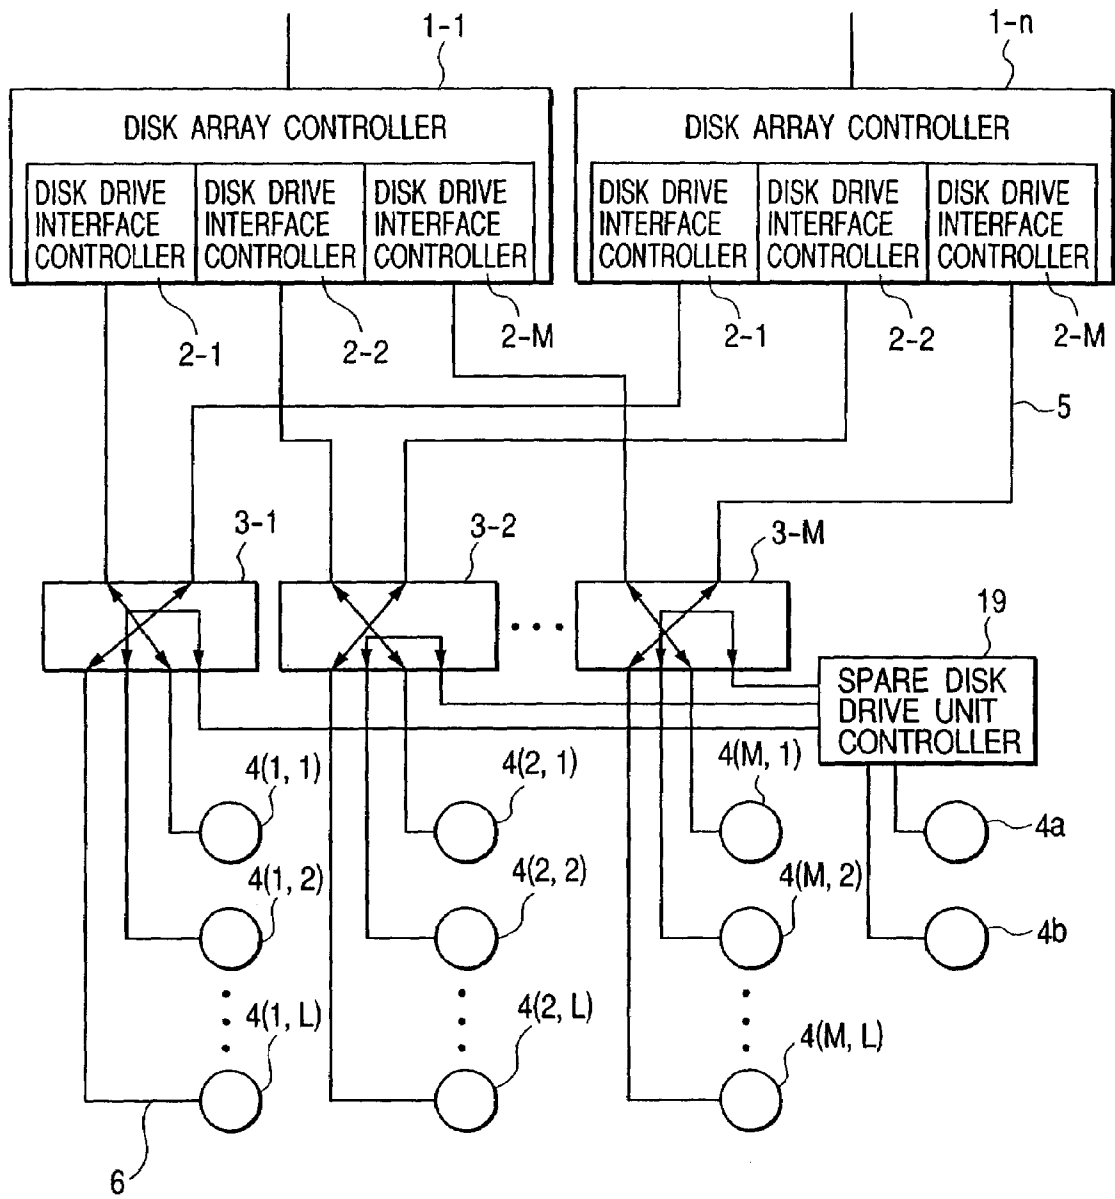 1-1
1-n
DISK ARRAY CONTROLLER
DISK ARRAY CONTROLLER
DISK DRIVE
INTERFACE
CONTROLLER
DISK DRIVE
INTERFACE
CONTROLLER
DISK DRIVE
INTERFACE
CONTROLLER
DISK DRIVE
INTERFACE
CONTROLLER
DISK DRIVE
INTERFACE
CONTROLLER
DISK DRIVE
INTERFACE
CONTROLLER
2-1
2-2
2-M
2-1
2-2
2-M
5
3-1
3-2
3-M
19
SPARE DISK
DRIVE UNIT
CONTROLLER
4(1, 1)
4(2, 1)
4(M, 1)
4a
4(1, 2)
4(2, 2)
4(M, 2)
4b
4(1, L)
4(2, L)
4(M, L)
6